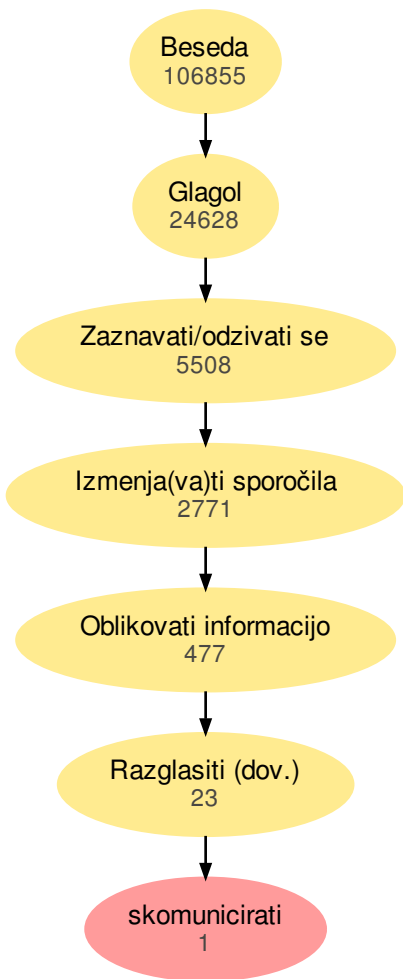 Beseda
106855
Glagol
24628
Zaznavati/odzivati se
5508
Izmenja(va)ti sporočila
2771
Oblikovati informacijo
477
Razglasiti (dov.)
23
skomunicirati
1